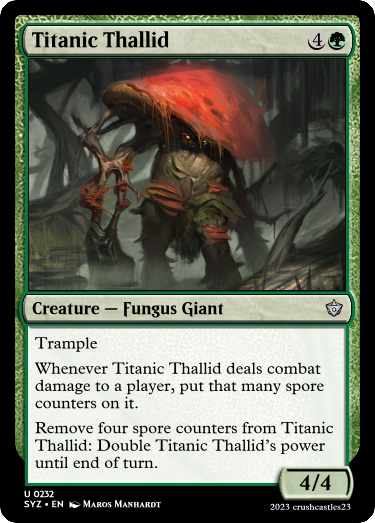 Titanic Thallid 4
Creature — Fungus Giant
Trample
Whenever Titanic Thallid deals combat
damage to a player, put that many spore
counters on it.
Remove four spore counters from Titanic
Thallid: Double Titanic Thallid's power
until end of turn.
4/4
U 0232
SYZ • EN Maros Manhardt
2023 crushcastles23